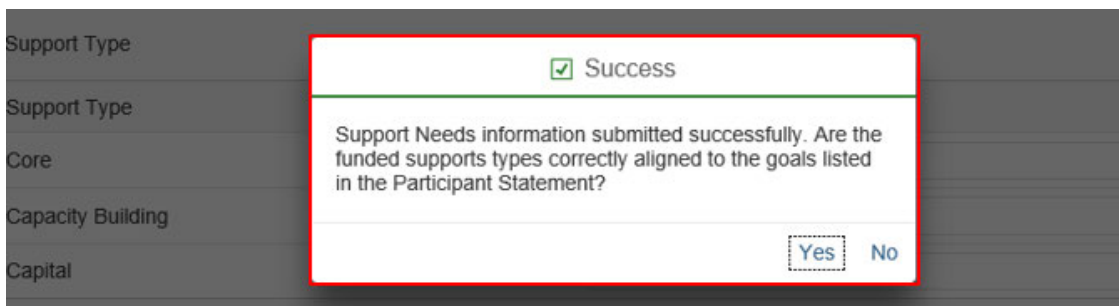 Support Type
Success
Support Type
Support Needs information submitted successfully. Are the
funded supports types correctly aligned to the goals listed
in the Participant Statement?
Core
Capacity Building
Yes No
Capital